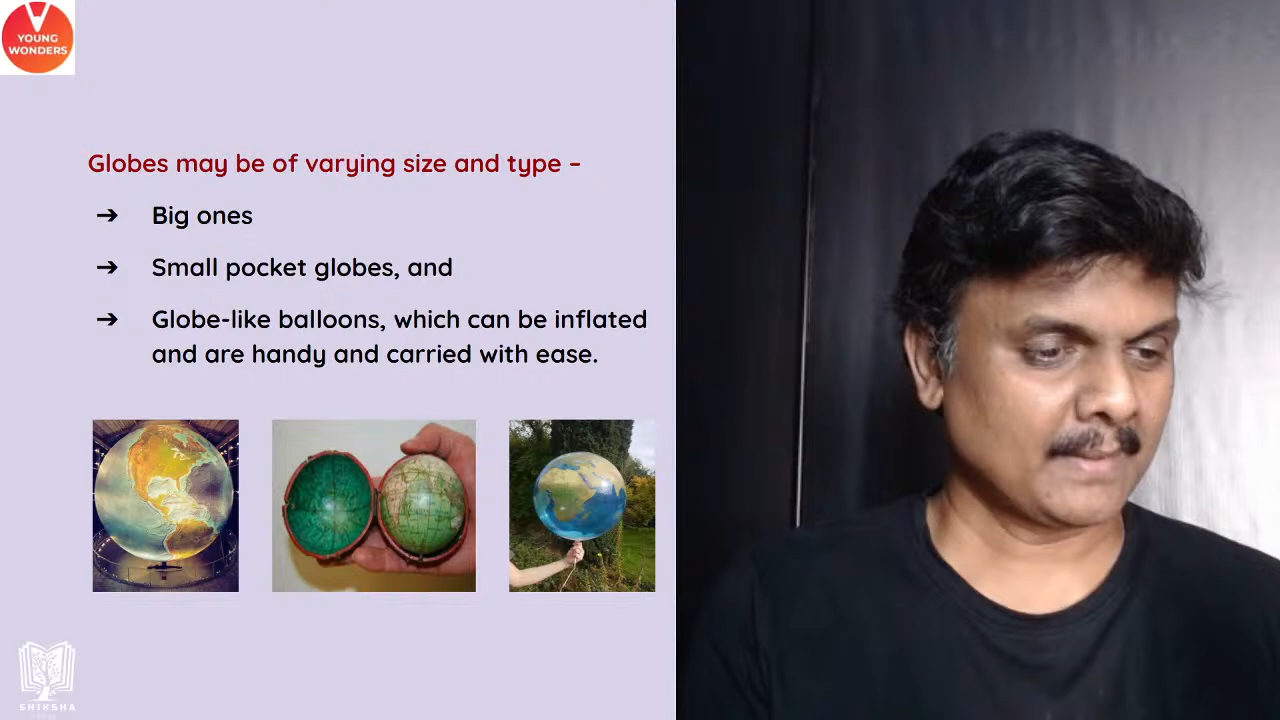 YOUNG
WONDERS
Globes may be of varying size and type –
➔ Big ones
➔ Small pocket globes, and
➔ Globe-like balloons, which can be inflated
and are handy and carried with ease.
SHIKSHA